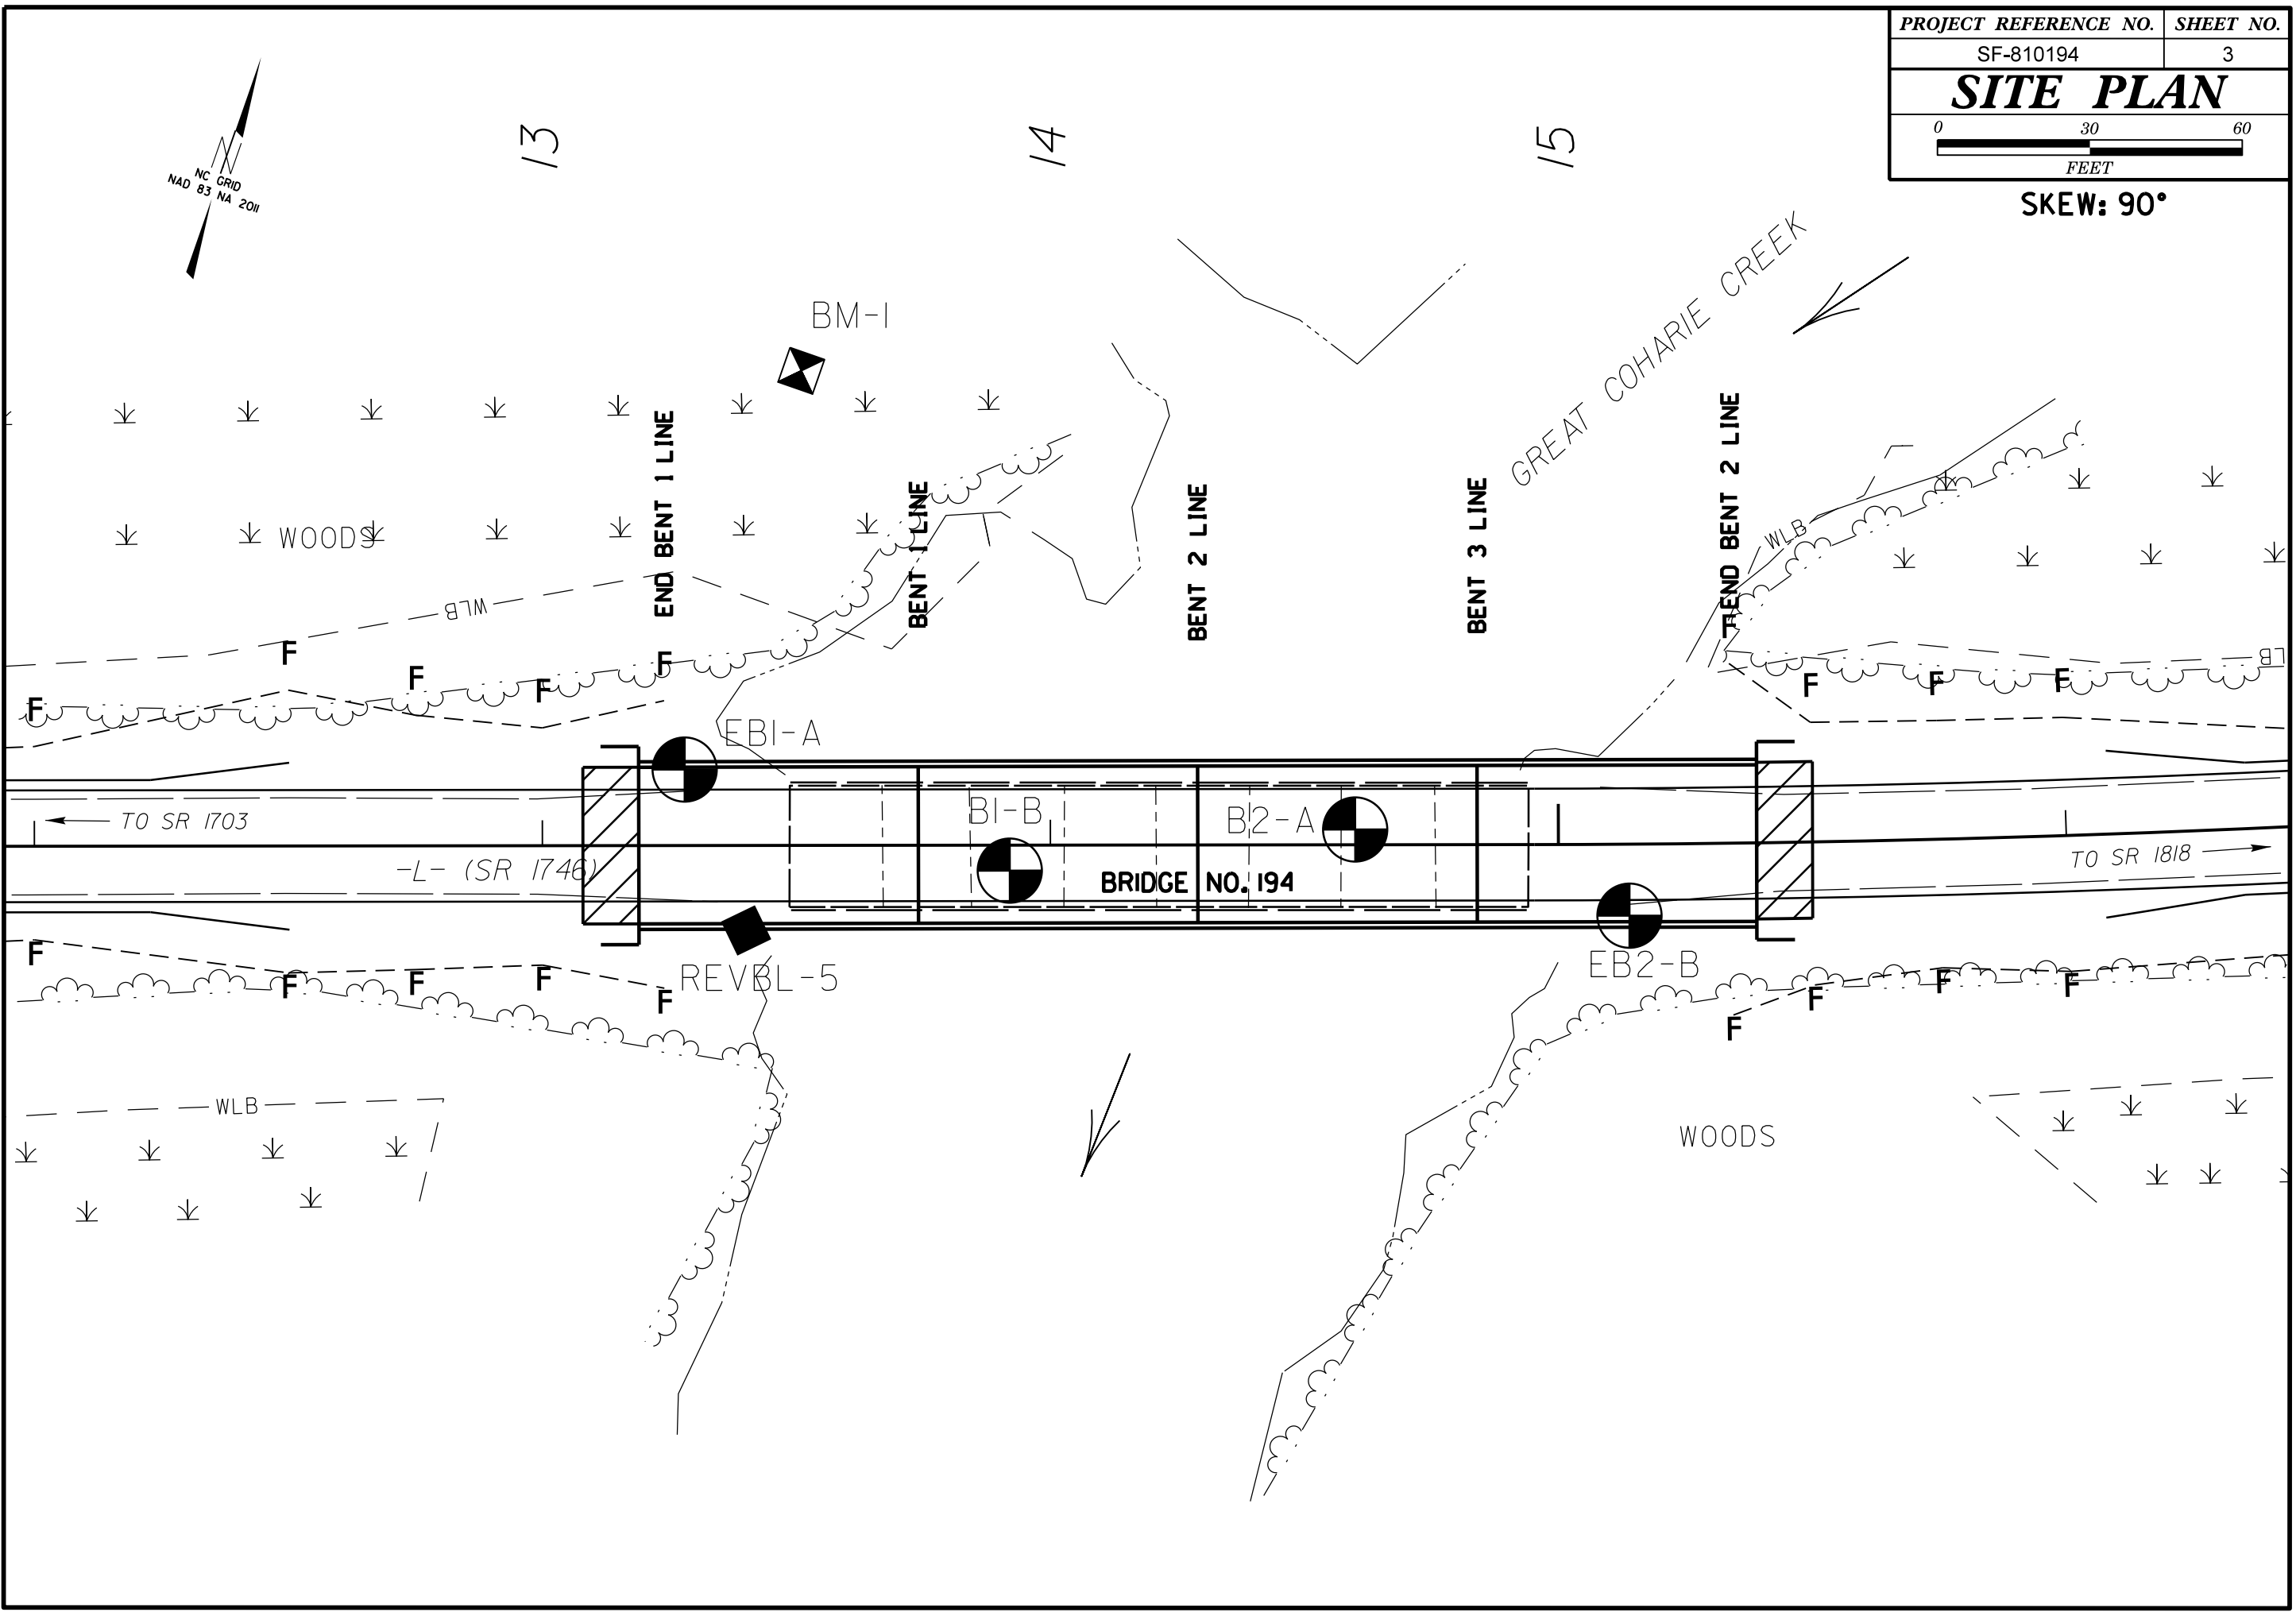 PROJECT REFERENCE NO. SHEET NO.
SF-810194 3
SITE PLAN
0 30 60
FEET
SKEW: 90°
NC GRID
NAD 83 NA 2011
13
14
15
GREAT COHARIE CREEK
BM-1
END BENT 1 LINE
BENT 1 LINE
BENT 2 LINE
BENT 3 LINE
END BENT 2 LINE
WOODS
WLB
WLB
WLB
F
F
F
F
F
F
F
F
F
EB1-A
B1-B
B2-A
TO SR 1703
-L- (SR 1746)
BRIDGE NO. 194
TO SR 1818
REVBL-5
EB2-B
F
F
F
F
F
F
F
F
F
WLB
WOODS